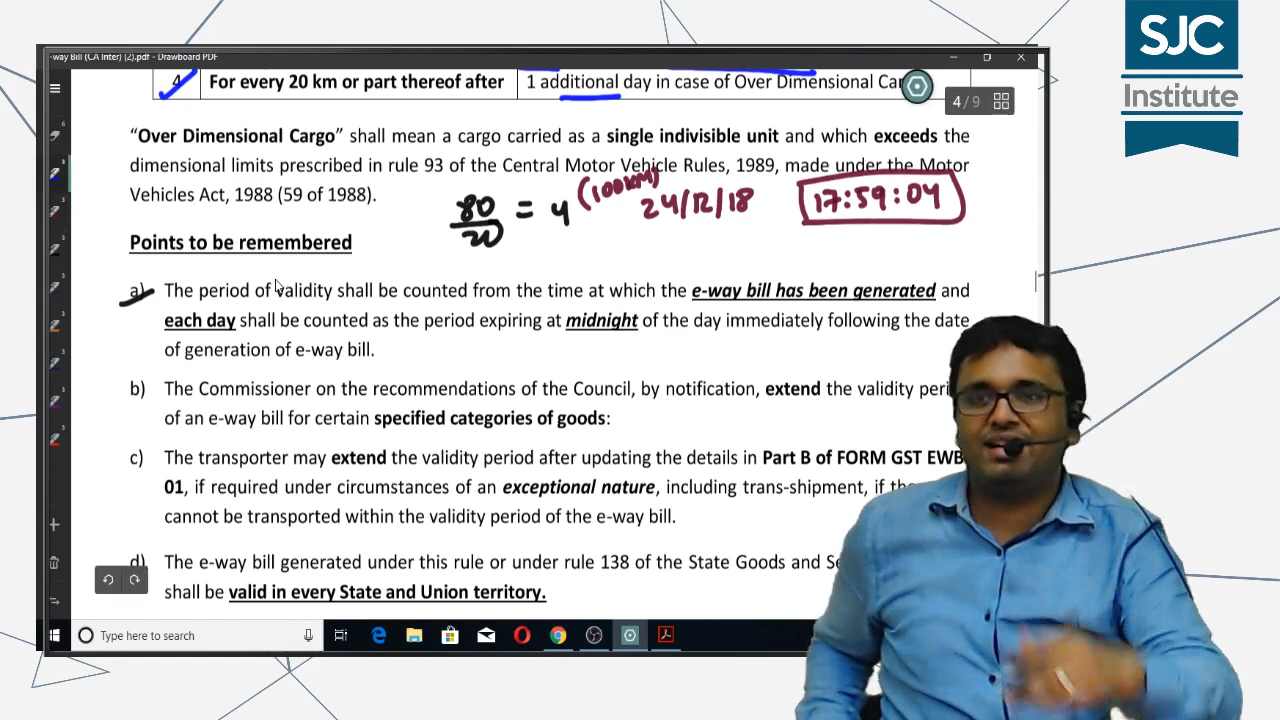 SJC
Institute
-way Bill (CA Inter) (2).pdf - Drawboard PDF
4 For every 20 km or part thereof after 1 additional day in case of Over Dimensional
4/9
“Over Dimensional Cargo” shall mean a cargo carried as a single indivisible unit and which exceeds the
dimensional limits prescribed in rule 93 of the Central Motor Vehicle Rules, 1989, made under the Motor
Vehicles Act, 1988 (59 of 1988).
80/20 = 4 (100KM) 24/12/18 17:59:04
Points to be remembered
a) The period of validity shall be counted from the time at which the e-way bill has been generated and
each day shall be counted as the period expiring at midnight of the day immediately following the date
of generation of e-way bill.
b) The Commissioner on the recommendations of the Council, by notification, extend the validity
of an e-way bill for certain specified categories of goods:
c) The transporter may extend the validity period after updating the details in Part B of FORM GST EWB
01, if required under circumstances of an exceptional nature, including trans-shipment, if
cannot be transported within the validity period of the e-way bill.
d) The e-way bill generated under this rule or under rule 138 of the State Goods and
shall be valid in every State and Union territory.
Type here to search